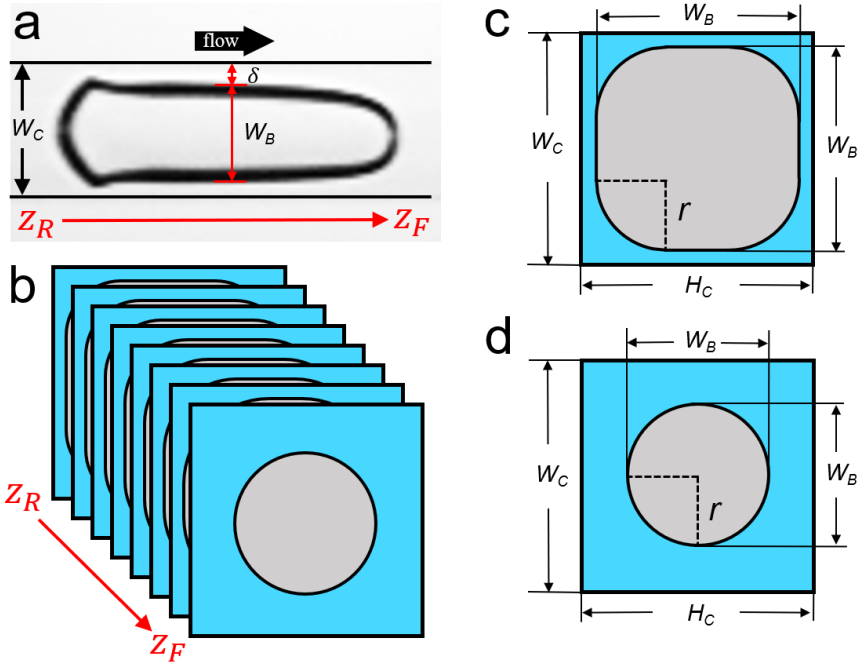 a
flow
δ
W_C
W_B
Z_R
Z_F
b
Z_R
Z_F
c
W_B
W_C
W_B
r
H_C
d
W_B
W_C
W_B
r
H_C